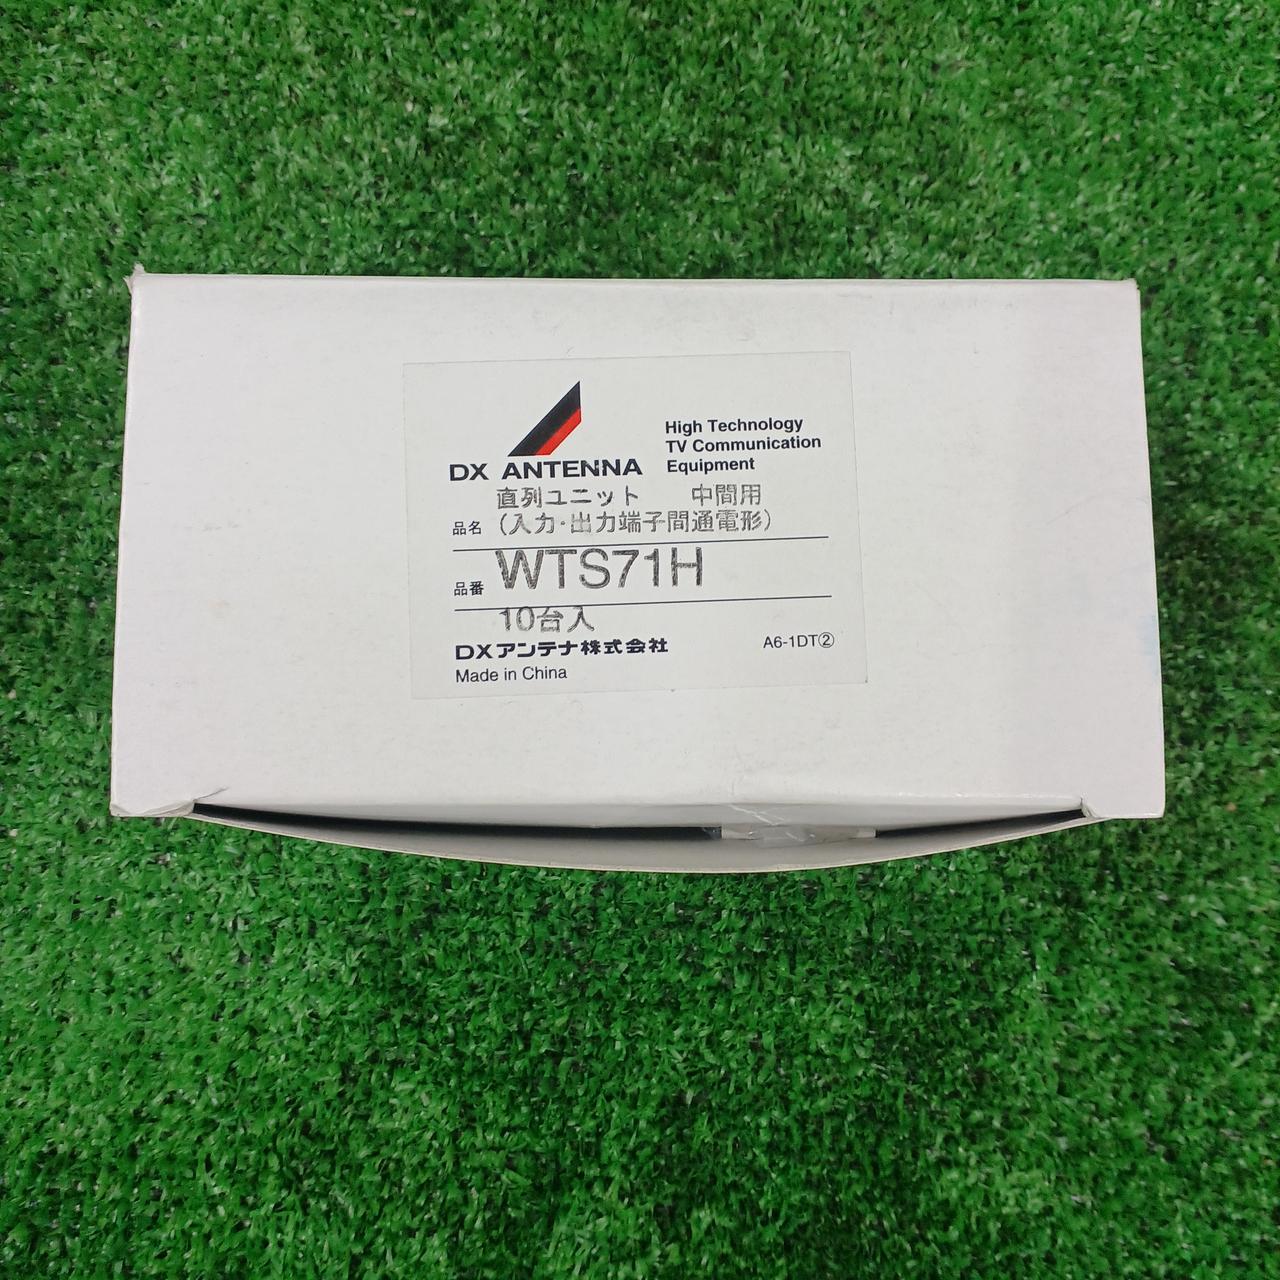 DX ANTENNA
High Technology
TV Communication
Equipment
品名 直列ユニット 中間用
(入力・出力端子間通電形)
品番 WTS71H
10台入
DXアンテナ株式会社
A6-1DT②
Made in China